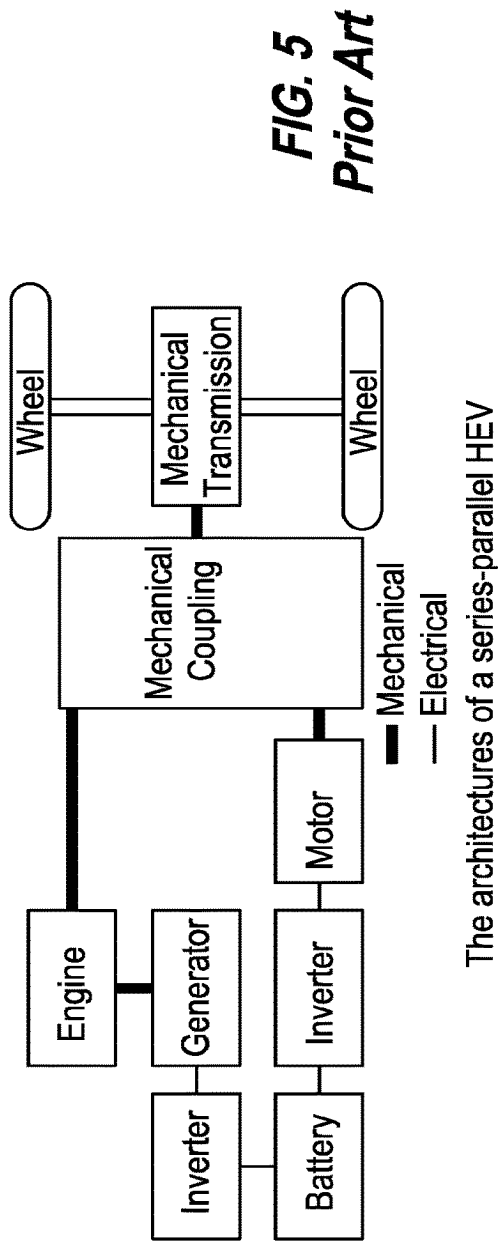 Engine
Generator
Inverter
Battery
Inverter
Motor
Mechanical
Coupling
Wheel
Mechanical
Transmission
Wheel
Mechanical
Electrical
The architectures of a series-parallel HEV
FIG. 5
Prior Art